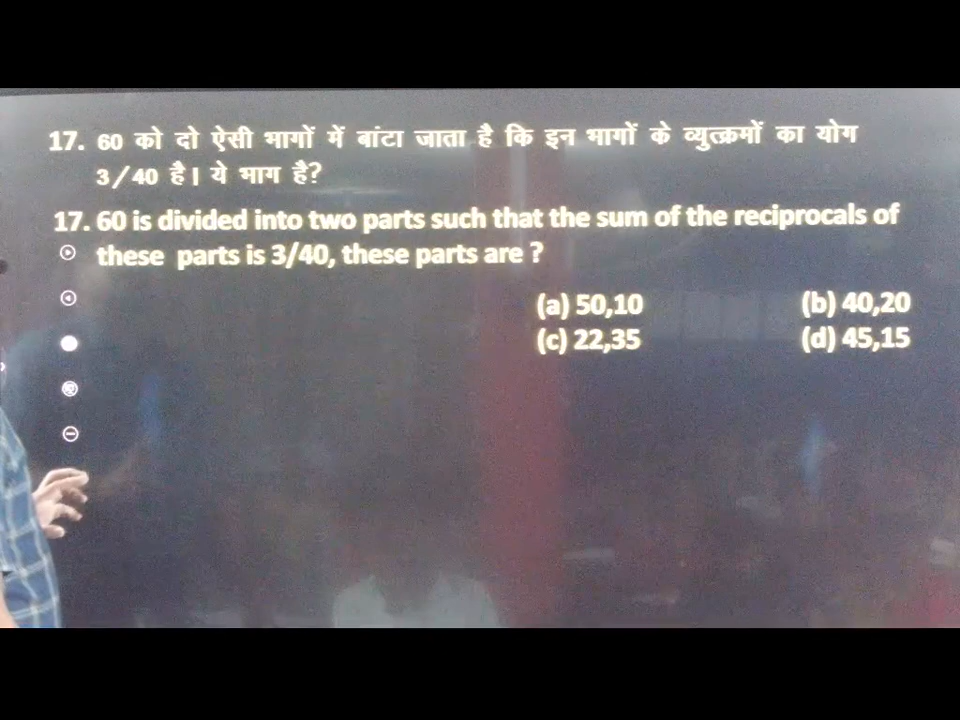 17. 60 को दो ऐसी भागों में बांटा जाता है कि इन भागों के व्युत्क्रमों का योग
3/40 है। ये भाग है?
17. 60 is divided into two parts such that the sum of the reciprocals of
these parts is 3/40, these parts are ?
(a) 50,10 (b) 40,20
(c) 22,35 (d) 45,15